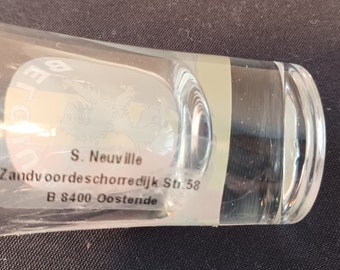 S. Neuville
Zandvoordeschorredijk Str.58
B 8400 Oostende